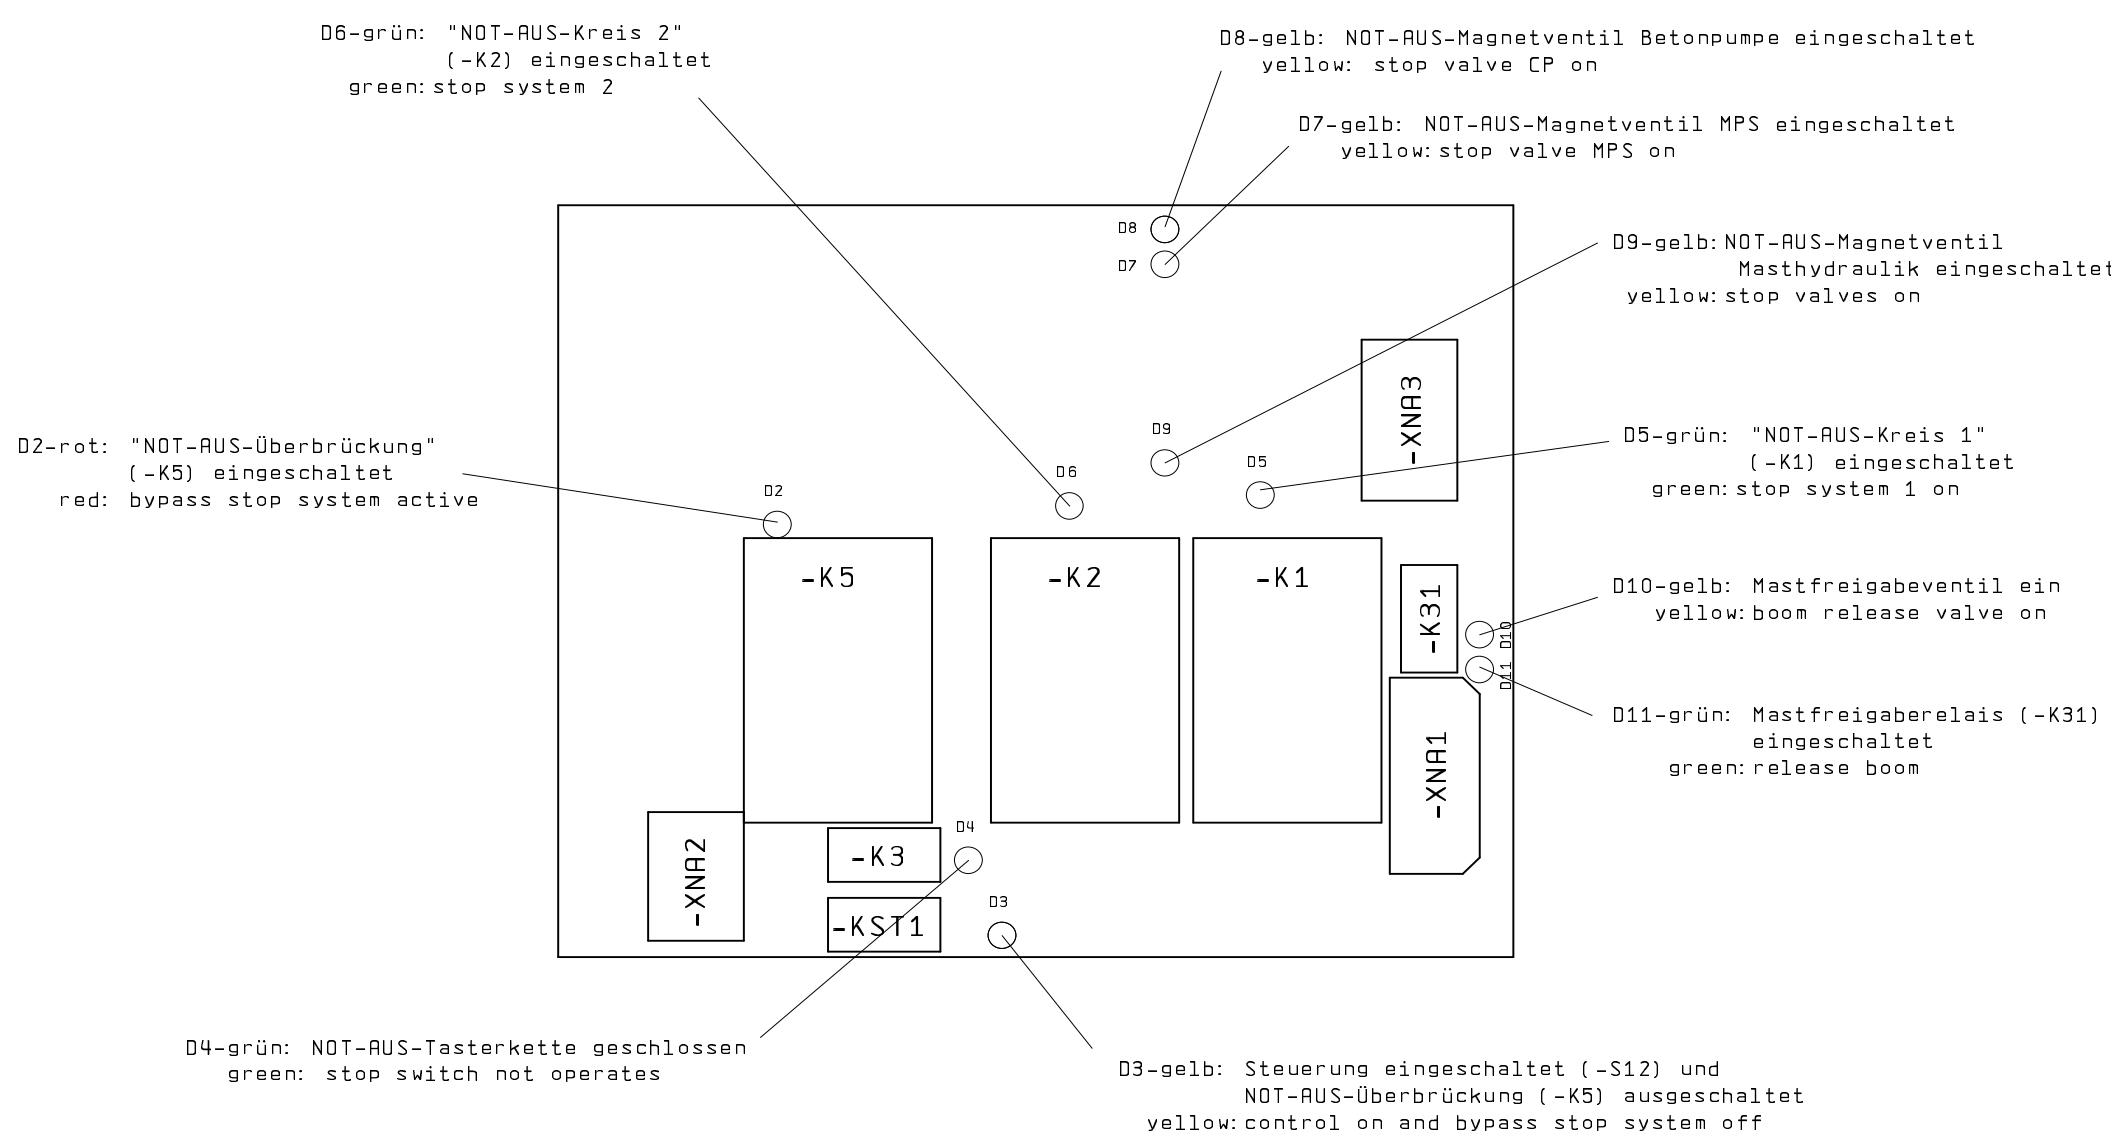 D6-grün: "NOT-AUS-Kreis 2"
(-K2) eingeschaltet
green: stop system 2
D8-gelb: NOT-AUS-Magnetventil Betonpumpe eingeschaltet
yellow: stop valve CP on
D7-gelb: NOT-AUS-Magnetventil MPS eingeschaltet
yellow: stop valve MPS on
D8
D7
D9-gelb: NOT-AUS-Magnetventil
Masthydraulik eingeschaltet
yellow: stop valves on
-XNA3
D2-rot: "NOT-AUS-Überbrückung"
(-K5) eingeschaltet
red: bypass stop system active
D2
D6
D9
D5
D5-grün: "NOT-AUS-Kreis 1"
(-K1) eingeschaltet
green: stop system 1 on
-K5
-K2
-K1
-K31
D10
D11
D10-gelb: Mastfreigabeventil ein
yellow: boom release valve on
D11-grün: Mastfreigaberelais (-K31)
eingeschaltet
green: release boom
-XNA1
-XNA2
-K3
D4
-KST1
D3
D4-grün: NOT-AUS-Tasterkette geschlossen
green: stop switch not operates
D3-gelb: Steuerung eingeschaltet (-S12) und
NOT-AUS-Überbrückung (-K5) ausgeschaltet
yellow: control on and bypass stop system off